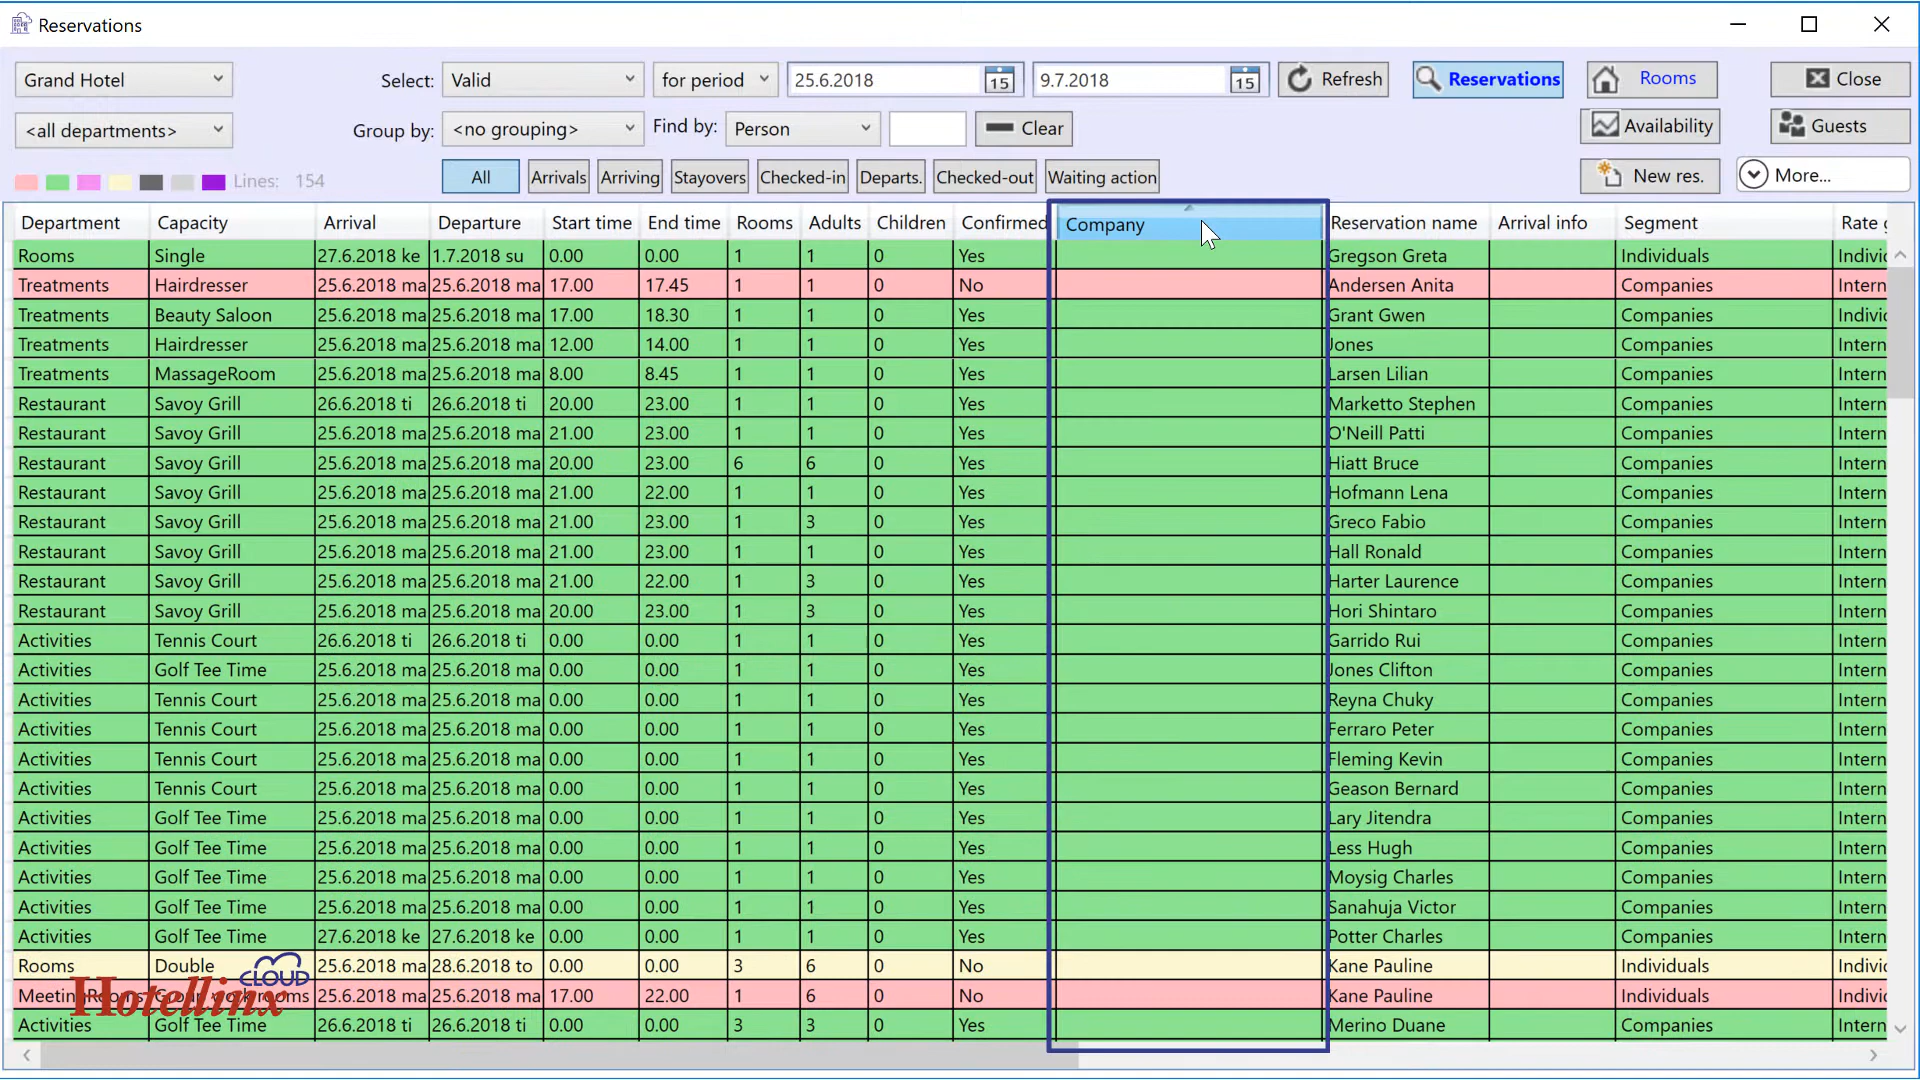 Reservations
Grand Hotel Select: Valid for period 25.6.2018 15 9.7.2018 15 Refresh Reservations Rooms Close
<all departments> Group by: <no grouping> Find by: Person Clear Availability Guests
Lines: 154 All Arrivals Arriving Stayovers Checked-in Departs. Checked-out Waiting action New res. More...
Department Capacity Arrival Departure Start time End time Rooms Adults Children Confirmed Company Reservation name Arrival info Segment Rate g
Rooms Single 27.6.2018 ke 1.7.2018 su 0.00 0.00 1 1 0 Yes Gregson Greta Individuals Indivic
Treatments Hairdresser 25.6.2018 ma 25.6.2018 ma 17.00 17.45 1 1 0 No Andersen Anita Companies Intern
Treatments Beauty Saloon 25.6.2018 ma 25.6.2018 ma 17.00 18.30 1 1 0 Yes Grant Gwen Companies Indivic
Treatments Hairdresser 25.6.2018 ma 25.6.2018 ma 12.00 14.00 1 1 0 Yes Jones Companies Intern
Treatments MassageRoom 25.6.2018 ma 25.6.2018 ma 8.00 8.45 1 1 0 Yes Larsen Lilian Companies Intern
Restaurant Savoy Grill 26.6.2018 ti 26.6.2018 ti 20.00 23.00 1 1 0 Yes Marketto Stephen Companies Intern
Restaurant Savoy Grill 25.6.2018 ma 25.6.2018 ma 21.00 23.00 1 1 0 Yes O'Neill Patti Companies Intern
Restaurant Savoy Grill 25.6.2018 ma 25.6.2018 ma 20.00 23.00 6 6 0 Yes Hiatt Bruce Companies Intern
Restaurant Savoy Grill 25.6.2018 ma 25.6.2018 ma 21.00 22.00 1 1 0 Yes Hofmann Lena Companies Intern
Restaurant Savoy Grill 25.6.2018 ma 25.6.2018 ma 21.00 23.00 1 3 0 Yes Greco Fabio Companies Intern
Restaurant Savoy Grill 25.6.2018 ma 25.6.2018 ma 21.00 23.00 1 1 0 Yes Hall Ronald Companies Intern
Restaurant Savoy Grill 25.6.2018 ma 25.6.2018 ma 21.00 22.00 1 3 0 Yes Harter Laurence Companies Intern
Restaurant Savoy Grill 25.6.2018 ma 25.6.2018 ma 20.00 23.00 1 3 0 Yes Hori Shintaro Companies Intern
Activities Tennis Court 26.6.2018 ti 26.6.2018 ti 0.00 0.00 1 1 0 Yes Garrido Rui Companies Intern
Activities Golf Tee Time 25.6.2018 ma 25.6.2018 ma 0.00 0.00 1 1 0 Yes Jones Clifton Companies Intern
Activities Tennis Court 25.6.2018 ma 25.6.2018 ma 0.00 0.00 1 1 0 Yes Reyna Chuky Companies Intern
Activities Tennis Court 25.6.2018 ma 25.6.2018 ma 0.00 0.00 1 1 0 Yes Ferraro Peter Companies Intern
Activities Tennis Court 25.6.2018 ma 25.6.2018 ma 0.00 0.00 1 1 0 Yes Fleming Kevin Companies Intern
Activities Tennis Court 25.6.2018 ma 25.6.2018 ma 0.00 0.00 1 1 0 Yes Geason Bernard Companies Intern
Activities Golf Tee Time 25.6.2018 ma 25.6.2018 ma 0.00 0.00 1 1 0 Yes Lary Jitendra Companies Intern
Activities Golf Tee Time 25.6.2018 ma 25.6.2018 ma 0.00 0.00 1 1 0 Yes Less Hugh Companies Intern
Activities Golf Tee Time 25.6.2018 ma 25.6.2018 ma 0.00 0.00 1 1 0 Yes Moysig Charles Companies Intern
Activities Golf Tee Time 25.6.2018 ma 25.6.2018 ma 0.00 0.00 1 1 0 Yes Sanahuja Victor Companies Intern
Activities Golf Tee Time 27.6.2018 ke 27.6.2018 ke 0.00 0.00 1 1 0 Yes Potter Charles Companies Intern
Rooms Double 25.6.2018 ma 28.6.2018 to 0.00 0.00 3 6 0 No Kane Pauline Individuals Indivic
MeetingRooms Group work rooms 25.6.2018 ma 25.6.2018 ma 17.00 22.00 1 6 0 No Kane Pauline Individuals Indivic
Activities Golf Tee Time 26.6.2018 ti 26.6.2018 ti 0.00 0.00 3 3 0 Yes Merino Duane Companies Intern
Hotellinx CLOUD